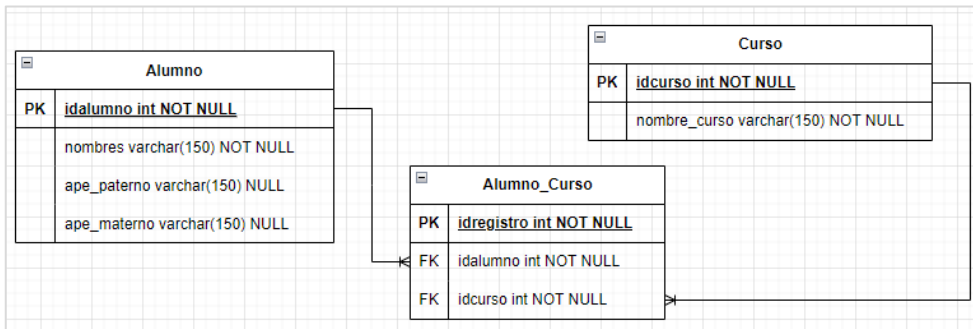 Alumno
PK idalumno int NOT NULL
nombres varchar(150) NOT NULL
ape_paterno varchar(150) NULL
ape_materno varchar(150) NULL
Curso
PK idcurso int NOT NULL
nombre_curso varchar(150) NOT NULL
Alumno_Curso
PK idregistro int NOT NULL
FK idalumno int NOT NULL
FK idcurso int NOT NULL